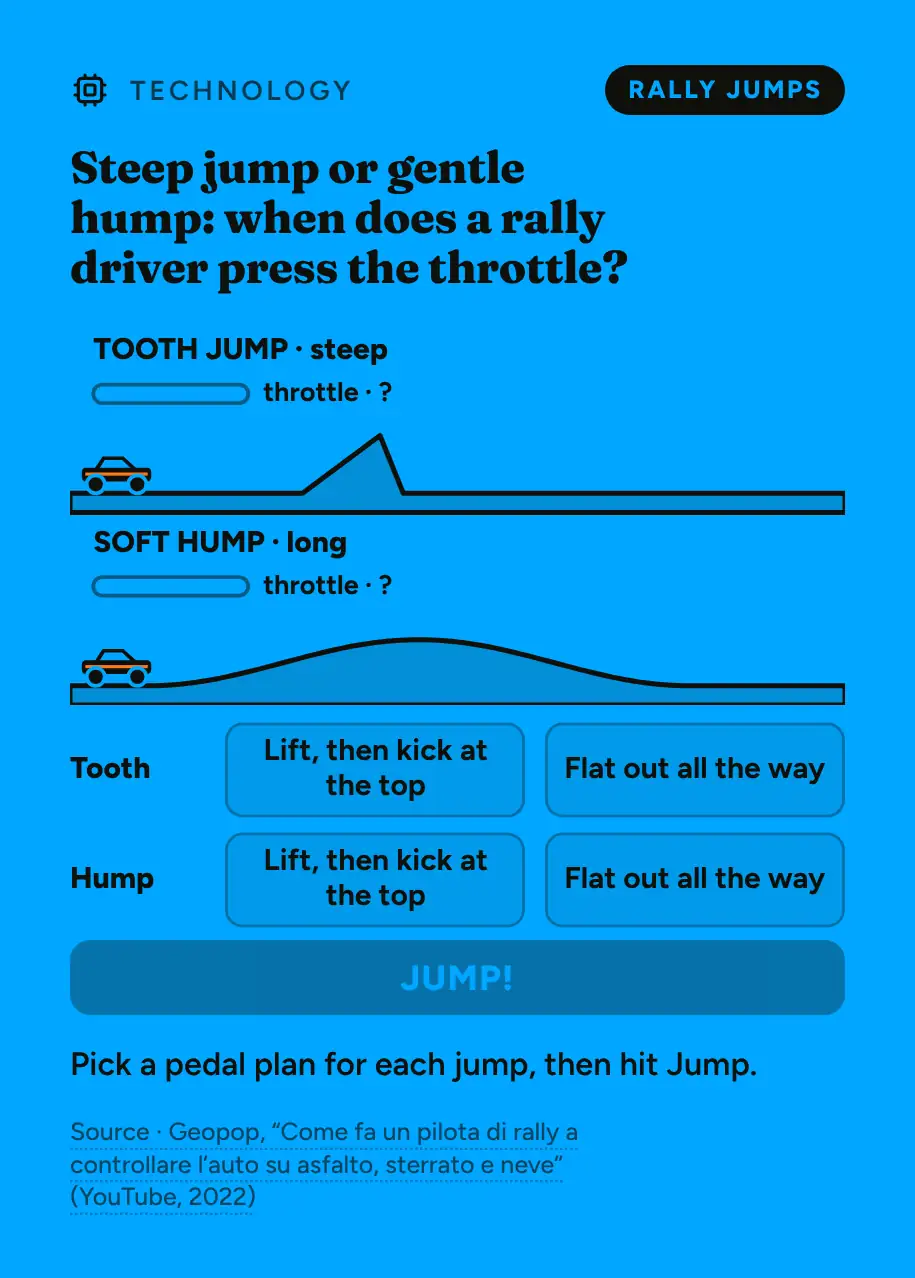 TECHNOLOGY
RALLY JUMPS
Steep jump or gentle
hump: when does a rally
driver press the throttle?
TOOTH JUMP · steep
throttle · ?
SOFT HUMP · long
throttle · ?
Tooth
Lift, then kick at
the top
Flat out all the way
Hump
Lift, then kick at
the top
Flat out all the way
JUMP!
Pick a pedal plan for each jump, then hit Jump.
Source · Geopop, “Come fa un pilota di rally a
controllare l’auto su asfalto, sterrato e neve”
(YouTube, 2022)